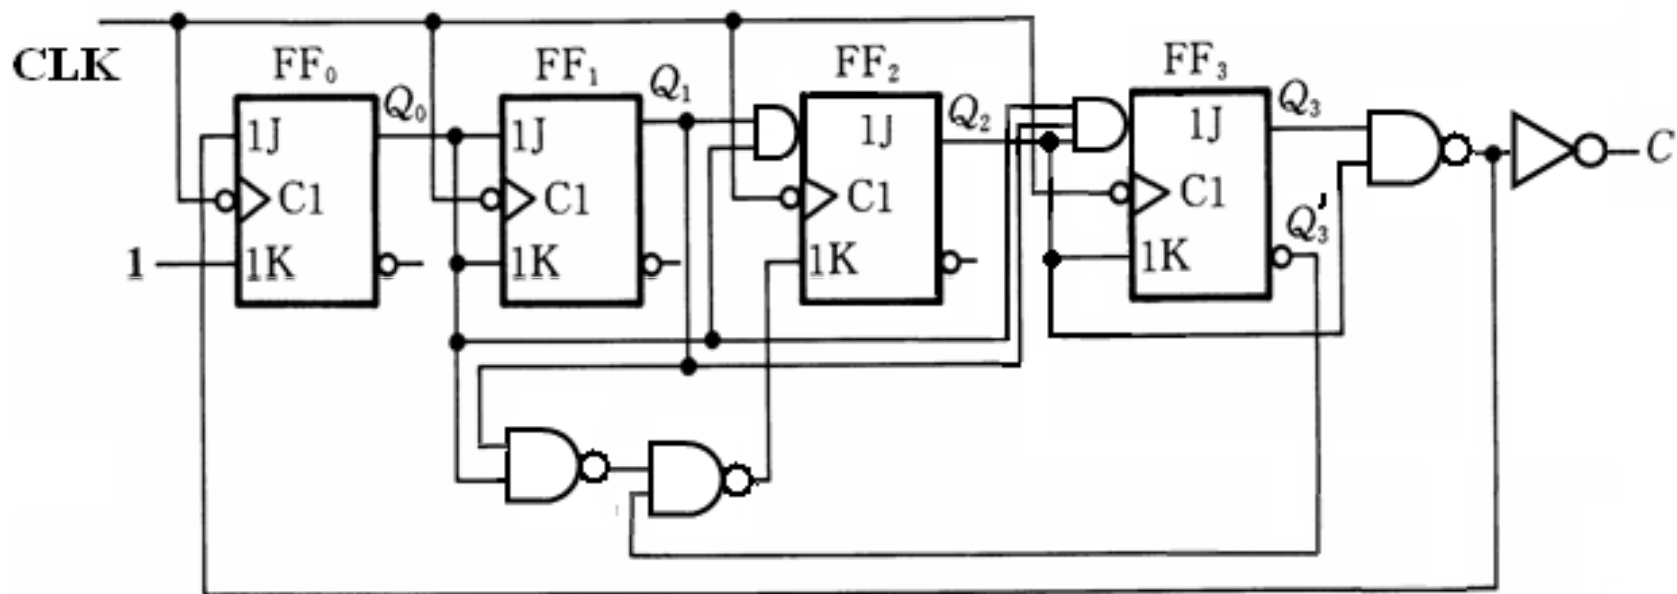 CLK
FF₀
1J
C1
1K
1
Q₀
FF₁
1J
C1
1K
Q₁
FF₂
1J
C1
1K
Q₂
FF₃
1J
C1
1K
Q₃
Q₃'
C